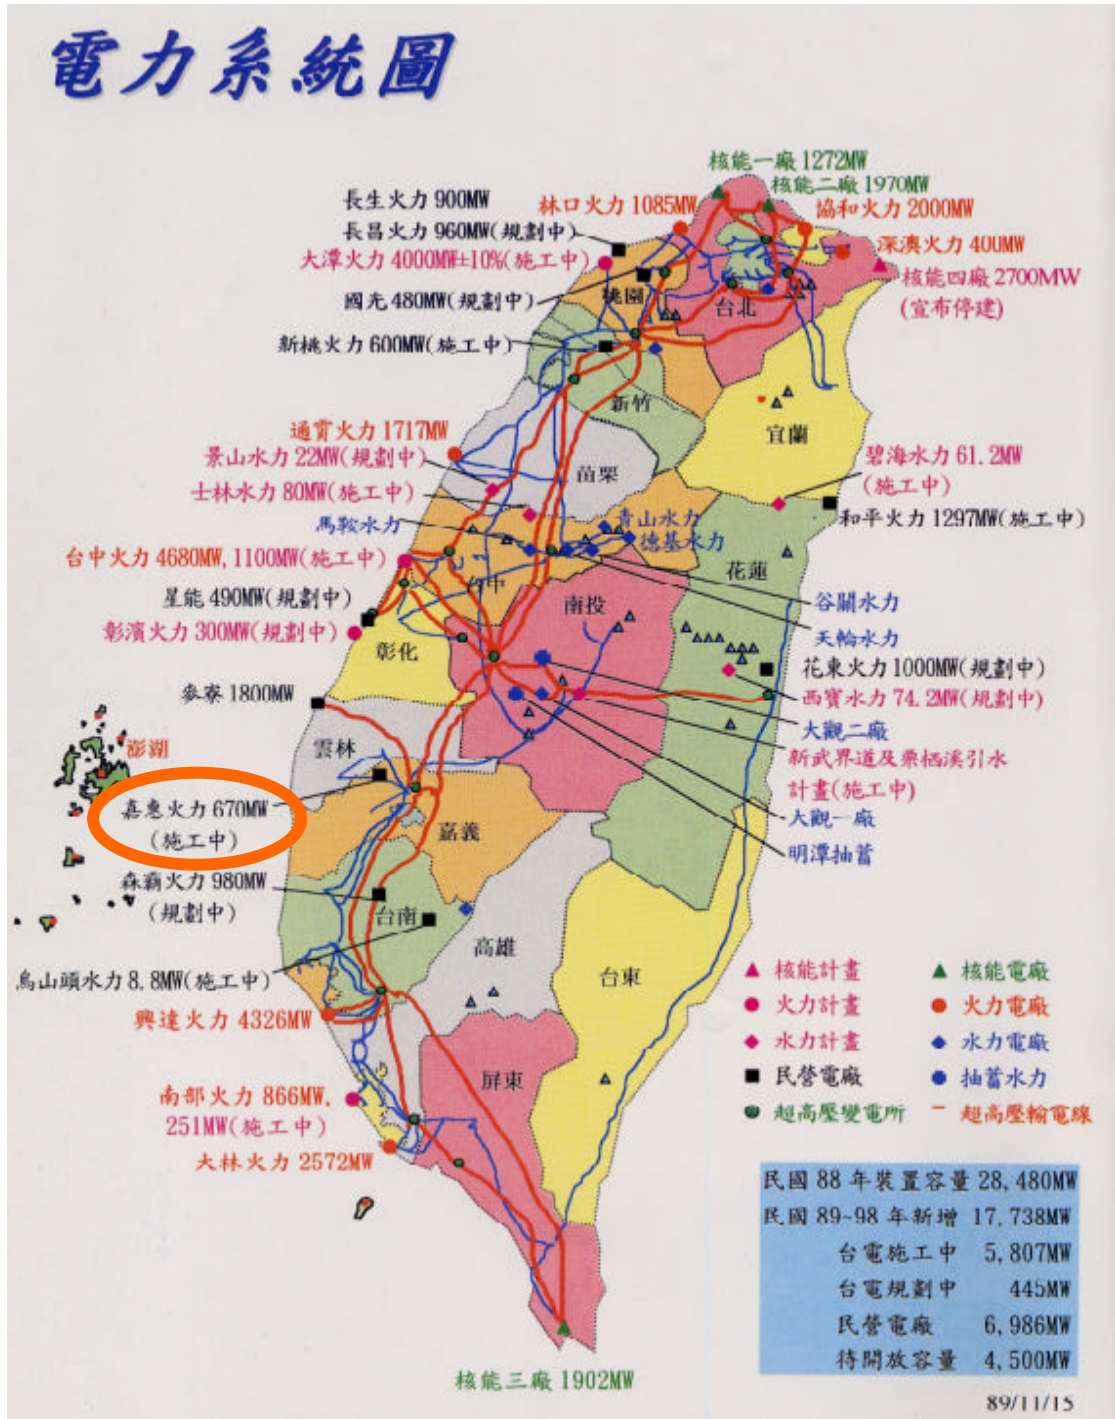 電力系統圖
核能一廠 1272MW
核能二廠 1970MW
長生火力 900MW
林口火力 1085MW
協和火力 2000MW
長昌火力 960MW(規劃中)
深澳火力 400MW
大潭火力 4000MW±10%(施工中)
核能四廠 2700MW
(宣布停建)
國光 480MW(規劃中)
桃園
台北
新桃火力 600MW(施工中)
新竹
宜蘭
通霄火力 1717MW
景山水力 22MW(規劃中)
碧海水力 61.2MW
(施工中)
苗栗
士林水力 80MW(施工中)
馬鞍水力
青山水力
和平火力 1297MW(施工中)
德基水力
台中火力 4680MW,1100MW(施工中)
台中
花蓮
星能 490MW(規劃中)
南投
谷關水力
彰濱火力 300MW(規劃中)
天輪水力
彰化
花東火力 1000MW(規劃中)
麥寮 1800MW
西寶水力 74.2MW(規劃中)
大觀二廠
澎湖
雲林
新武界道及栗栖溪引水
計畫(施工中)
嘉惠火力 670MW
(施工中)
大觀一廠
嘉義
明潭抽蓄
森霸火力 980MW
(規劃中)
台南
高雄
台東
烏山頭水力 8.8MW(施工中)
興達火力 4326MW
屏東
南部火力 866MW,
251MW(施工中)
大林火力 2572MW
核能三廠 1902MW
核能計畫
核能電廠
火力計畫
火力電廠
水力計畫
水力電廠
民營電廠
抽蓄水力
超高壓變電所
超高壓輸電線
民國 88 年裝置容量 28,480MW
民國 89~98 年新增 17,738MW
台電施工中 5,807MW
台電規劃中 445MW
民營電廠 6,986MW
待開放容量 4,500MW
89/11/15